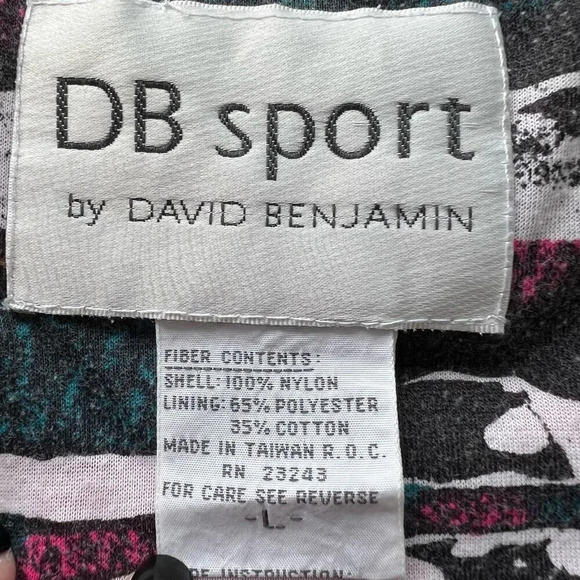 DB sport
by DAVID BENJAMIN
FIBER CONTENTS:
SHELL: 100% NYLON
LINING: 65% POLYESTER
35% COTTON
MADE IN TAIWAN R.O.C.
RN 23243
FOR CARE SEE REVERSE
-L-
INSTRUCTION: